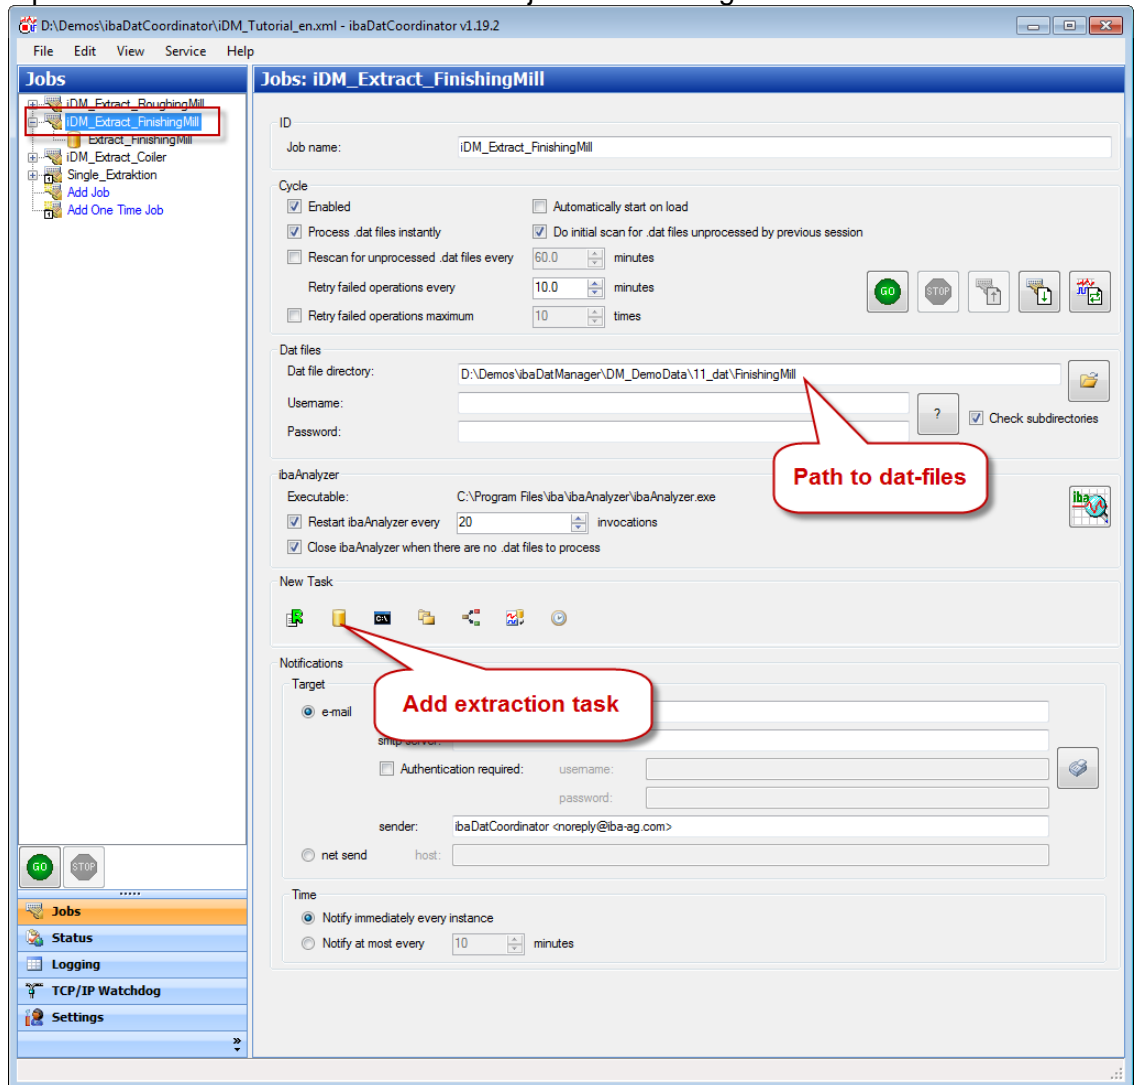 D:\Demos\ibaDatCoordinator\iDM_Tutorial_en.xml - ibaDatCoordinator v1.19.2
File Edit View Service Help
Jobs
iDM_Extract_RoughingMill
iDM_Extract_FinishingMill
Extract_FinishingMill
iDM_Extract_Coiler
Single_Extraktion
Add Job
Add One Time Job
Jobs: iDM_Extract_FinishingMill
ID
Job name: iDM_Extract_FinishingMill
Cycle
Enabled Automatically start on load
Process .dat files instantly Do initial scan for .dat files unprocessed by previous session
Rescan for unprocessed .dat files every 60.0 minutes
Retry failed operations every 10.0 minutes
Retry failed operations maximum 10 times
GO STOP
Dat files
Dat file directory: D:\Demos\ibaDatManager\DM_DemoData\11_dat\FinishingMill
Username:
? Check subdirectories
Password:
Path to dat-files
ibaAnalyzer
Executable: C:\Program Files\iba\ibaAnalyzer\ibaAnalyzer.exe
iba
Restart ibaAnalyzer every 20 invocations
Close ibaAnalyzer when there are no .dat files to process
New Task
C:\
Notifications
Target
Add extraction task
e-mail
smtp-server:
Authentication required: username:
password:
sender: ibaDatCoordinator <noreply@iba-ag.com>
net send host:
Time
Notify immediately every instance
Notify at most every 10 minutes
GO STOP
Jobs
Status
Logging
TCP/IP Watchdog
Settings